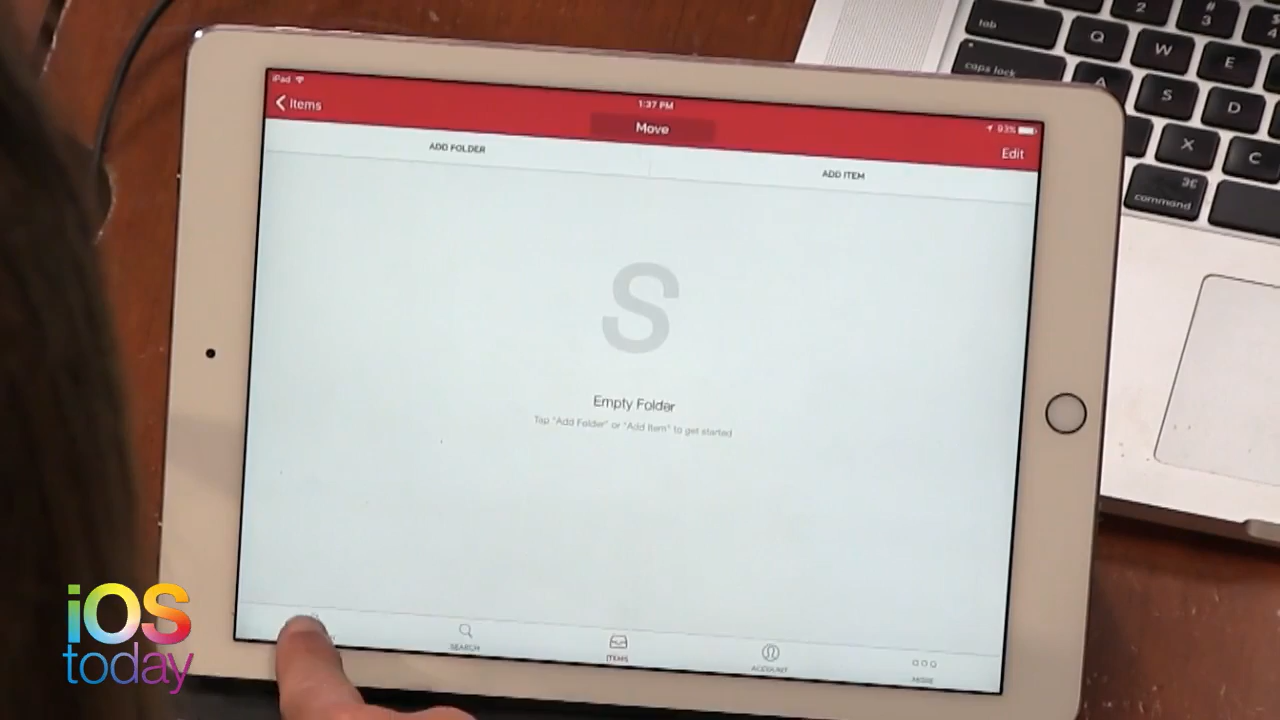 iPad
1:37 PM
93%
Items
Move
Edit
ADD FOLDER
ADD ITEM
S
Empty Folder
Tap "Add Folder" or "Add Item" to get started
SEARCH
ITEMS
ACCOUNT
MORE
tab
caps lock
2
#
3
$
4
Q
W
E
A
S
D
X
C
⌘
command
iOS
today